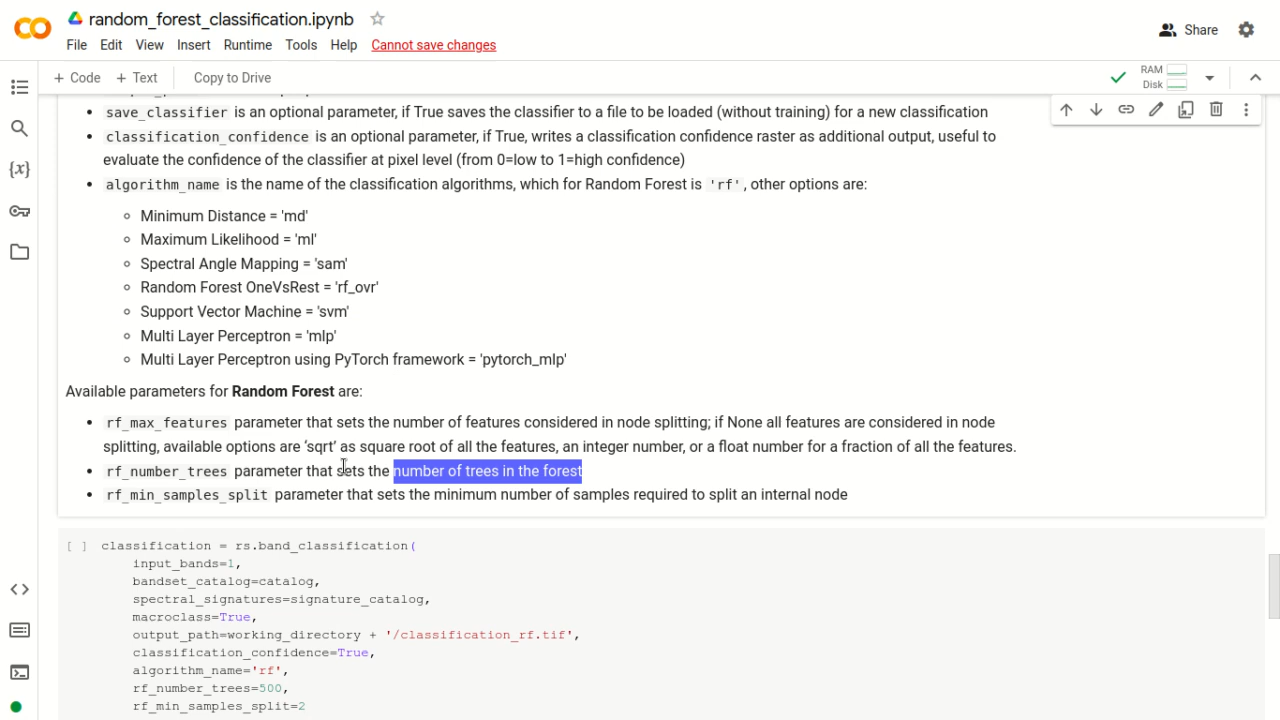 random_forest_classification.ipynb
Share
File Edit View Insert Runtime Tools Help Cannot save changes
+ Code + Text Copy to Drive
RAM
Disk
save_classifier is an optional parameter, if True saves the classifier to a file to be loaded (without training) for a new classification
classification_confidence is an optional parameter, if True, writes a classification confidence raster as additional output, useful to
evaluate the confidence of the classifier at pixel level (from 0=low to 1=high confidence)
algorithm_name is the name of the classification algorithms, which for Random Forest is 'rf', other options are:
Minimum Distance = 'md'
Maximum Likelihood = 'ml'
Spectral Angle Mapping = 'sam'
Random Forest OneVsRest = 'rf_ovr'
Support Vector Machine = 'svm'
Multi Layer Perceptron = 'mlp'
Multi Layer Perceptron using PyTorch framework = 'pytorch_mlp'
Available parameters for Random Forest are:
rf_max_features parameter that sets the number of features considered in node splitting; if None all features are considered in node
splitting, available options are ‘sqrt’ as square root of all the features, an integer number, or a float number for a fraction of all the features.
rf_number_trees parameter that sets the number of trees in the forest
rf_min_samples_split parameter that sets the minimum number of samples required to split an internal node
[ ] classification = rs.band_classification(
input_bands=1,
bandset_catalog=catalog,
spectral_signatures=signature_catalog,
macroclass=True,
output_path=working_directory + '/classification_rf.tif',
classification_confidence=True,
algorithm_name='rf',
rf_number_trees=500,
rf_min_samples_split=2